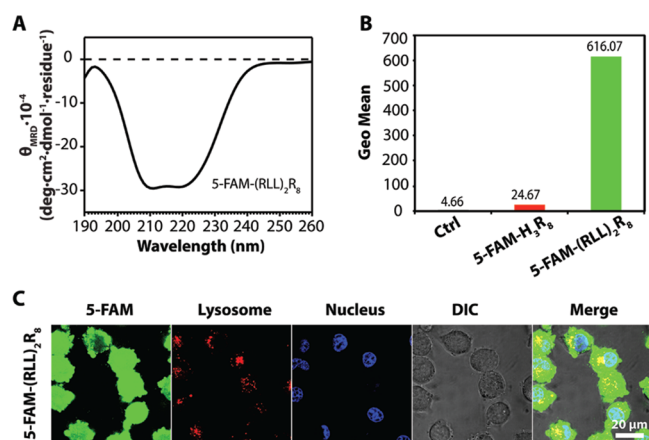 A
B
θMRD·10⁻⁴
(deg·cm²·dmol⁻¹·residue⁻¹)
0
-10
-20
-30
5-FAM-(RLL)₂R₈
190 200 210 220 230 240 250 260
Wavelength (nm)
Geo Mean
700
600
500
400
300
200
100
0
4.66
24.67
616.07
Ctrl
5-FAM-H₃R₈
5-FAM-(RLL)₂R₈
C
5-FAM Lysosome Nucleus DIC Merge
5-FAM-(RLL)₂R₈
20 μm